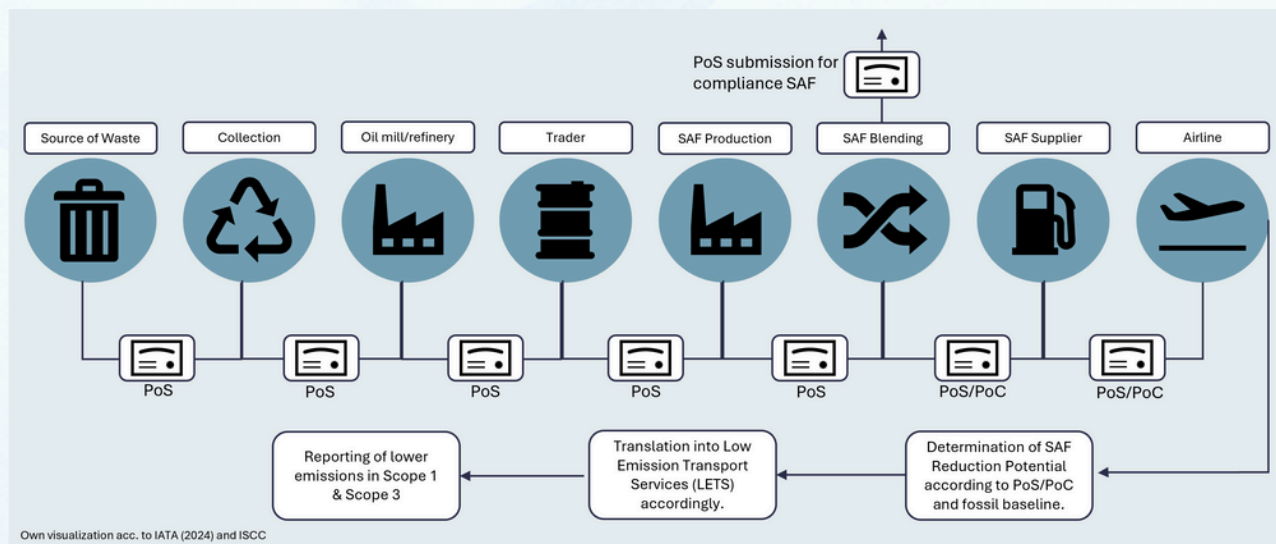 PoS submission for
compliance SAF
Source of Waste
Collection
Oil mill/refinery
Trader
SAF Production
SAF Blending
SAF Supplier
Airline
PoS
PoS
PoS
PoS
PoS
PoS/PoC
PoS/PoC
Reporting of lower
emissions in Scope 1
& Scope 3
Translation into Low
Emission Transport
Services (LETS)
accordingly.
Determination of SAF
Reduction Potential
according to PoS/PoC
and fossil baseline.
Own visualization acc. to IATA (2024) and ISCC